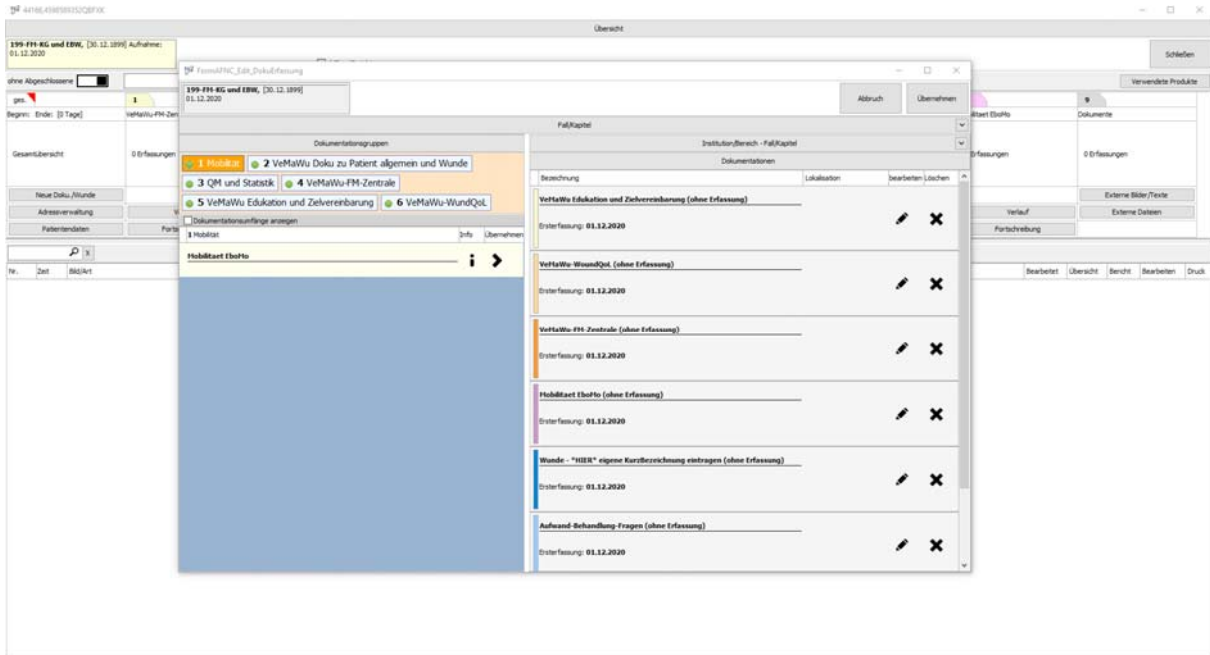 Übersicht
199-FM-KG und EBW, [30.12.1899] Aufnahme:
01.12.2020
Schließen
ohne Abgeschlossene
Verwendete Produkte
ges.
1
9
Beginn: Ende: [0 Tage]
VeMaWu-FM-Zen
litaet EboMo
Dokumente
Gesamtübersicht
0 Erfassungen
Erfassungen
0 Erfassungen
Neue Doku./Wunde
Externe Bilder/Texte
Adressverwaltung
V
Verlauf
Externe Dateien
Patientendaten
Forts
Fortschreibung
x
Nr.
Zeit
Bild/Art
Bearbeitet
Übersicht
Bericht
Bearbeiten
Druck
FormAFNC_Edit_DokuErfassung
199-FM-KG und EBW, [30.12.1899]
01.12.2020
Abbruch
Übernehmen
Fall/Kapitel
Dokumentationsgruppen
1 Mobilität
2 VeMaWu Doku zu Patient allgemein und Wunde
3 QM und Statistik
4 VeMaWu-FM-Zentrale
5 VeMaWu Edukation und Zielvereinbarung
6 VeMaWu-WundQoL
Dokumentationsumfänge anzeigen
1 Mobilität
Info
Übernehmen
Mobilitaet EboMo
Institution/Bereich - Fall/Kapitel
Dokumentationen
Bezeichnung
Lokalisation
bearbeiten
Löschen
VeMaWu Edukation und Zielvereinbarung (ohne Erfassung)
Ersterfassung: 01.12.2020
VeMaWu-WoundQoL (ohne Erfassung)
Ersterfassung: 01.12.2020
VeMaWu-FM-Zentrale (ohne Erfassung)
Ersterfassung: 01.12.2020
Mobilitaet EboMo (ohne Erfassung)
Ersterfassung: 01.12.2020
Wunde - *HIER* eigene KurzBezeichnung eintragen (ohne Erfassung)
Ersterfassung: 01.12.2020
Aufwand-Behandlung-Fragen (ohne Erfassung)
Ersterfassung: 01.12.2020